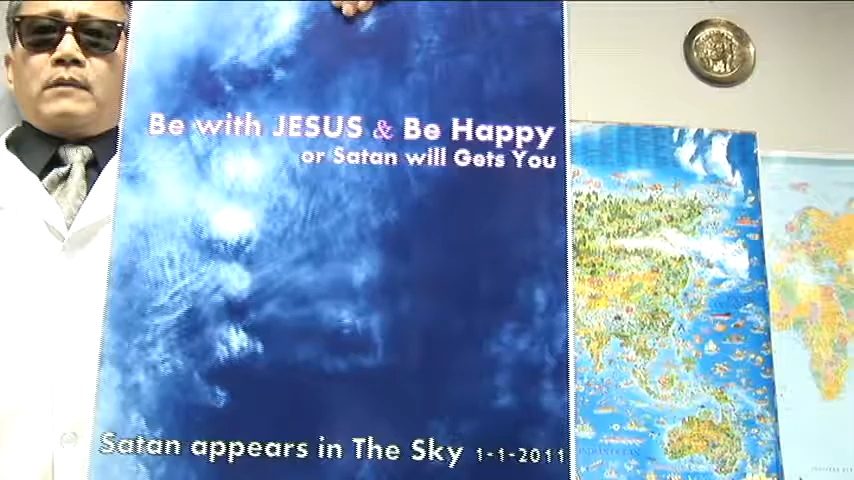 Be with JESUS & Be Happy
or Satan will Gets You
Satan appears in The Sky 1-1-2011